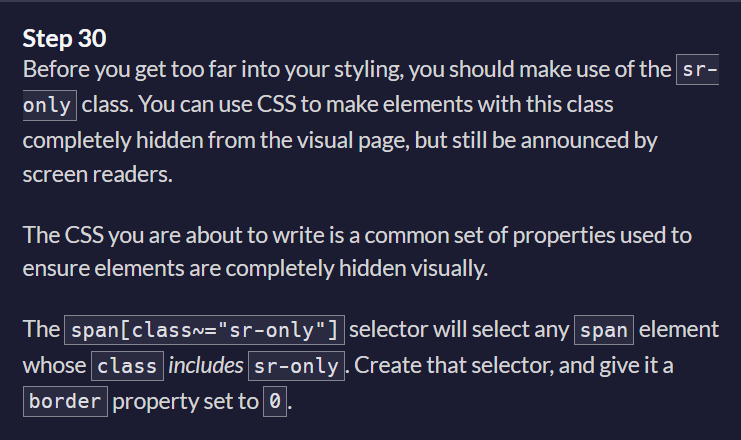 Step 30
Before you get too far into your styling, you should make use of the sr-
only class. You can use CSS to make elements with this class
completely hidden from the visual page, but still be announced by
screen readers.
The CSS you are about to write is a common set of properties used to
ensure elements are completely hidden visually.
The span[class~="sr-only"] selector will select any span element
whose class includes sr-only. Create that selector, and give it a
border property set to 0.